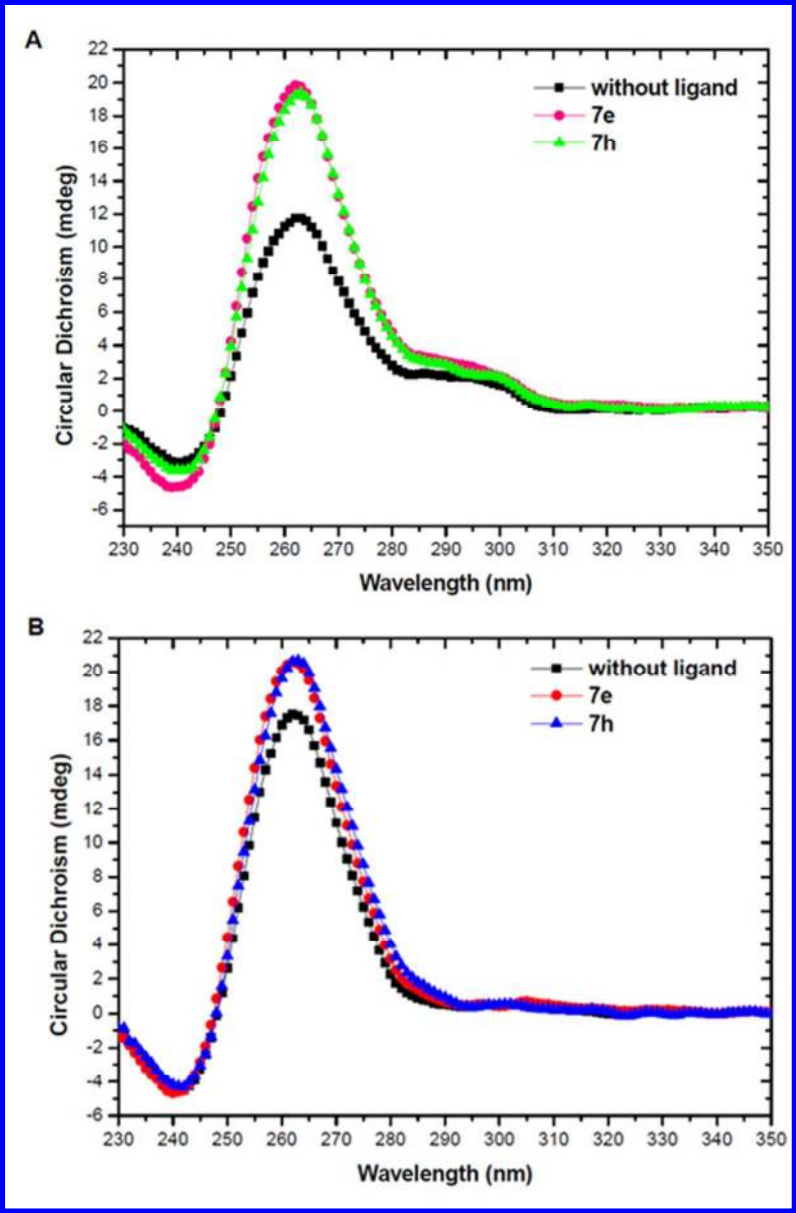 A
22
20
18
16
14
12
10
8
6
4
2
0
-2
-4
-6
Circular Dichroism (mdeg)
without ligand
7e
7h
230 240 250 260 270 280 290 300 310 320 330 340 350
Wavelength (nm)
B
22
20
18
16
14
12
10
8
6
4
2
0
-2
-4
-6
Circular Dichroism (mdeg)
without ligand
7e
7h
230 240 250 260 270 280 290 300 310 320 330 340 350
Wavelength (nm)